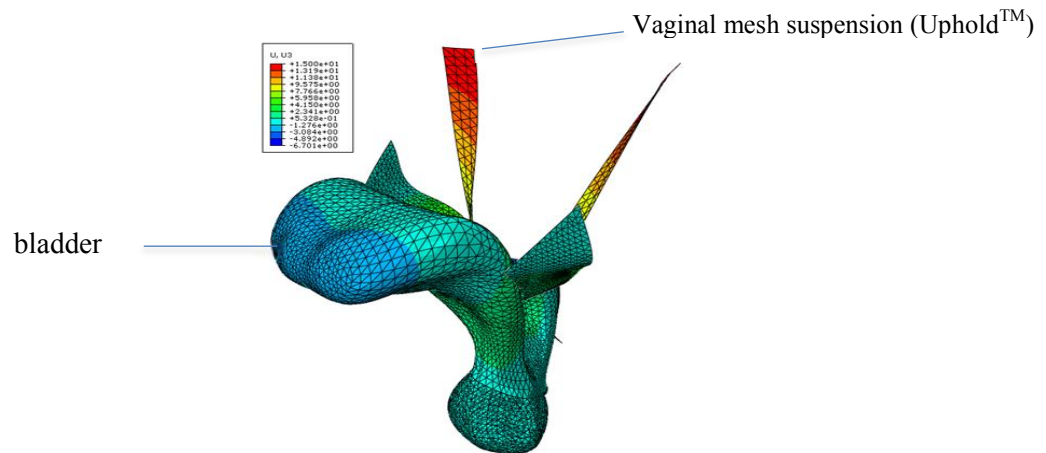 Vaginal mesh suspension (Uphold™)
U, U3
+1.500e+01
+1.319e+01
+1.138e+01
+9.575e+00
+7.766e+00
+5.958e+00
+4.150e+00
+2.341e+00
+5.328e-01
-1.276e+00
-3.084e+00
-4.892e+00
-6.701e+00
bladder